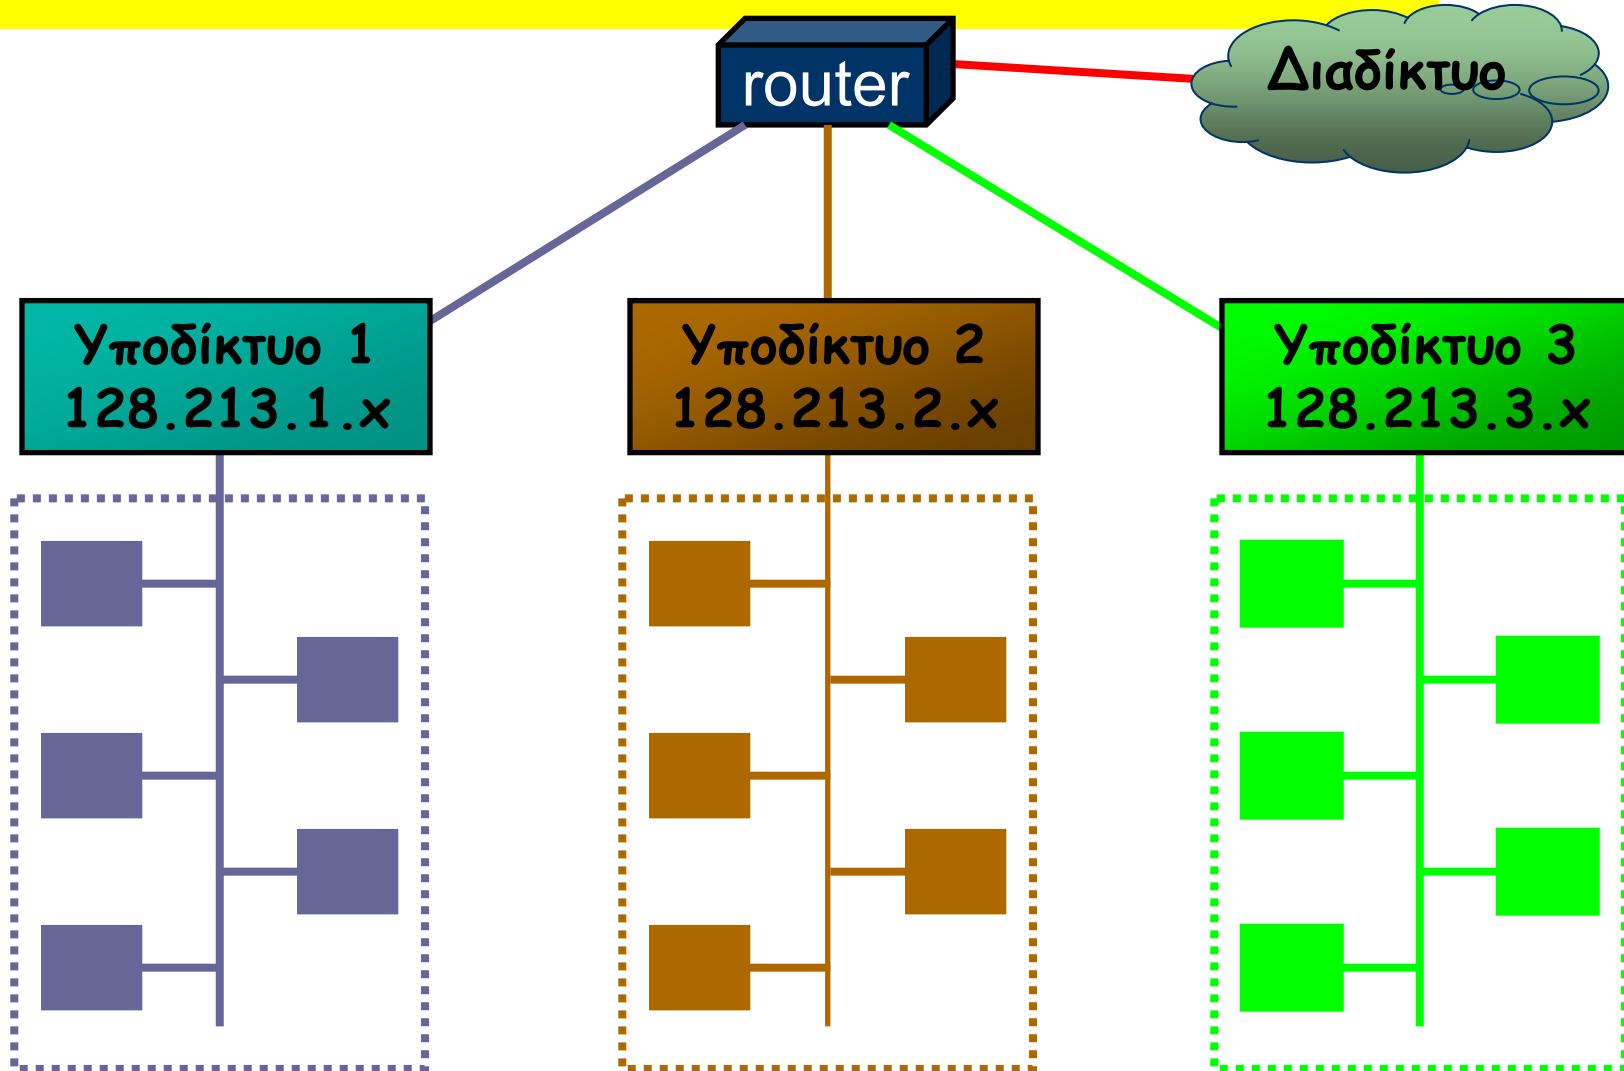 router
Διαδίκτυο
Υποδίκτυο 1
128.213.1.x
Υποδίκτυο 2
128.213.2.x
Υποδίκτυο 3
128.213.3.x